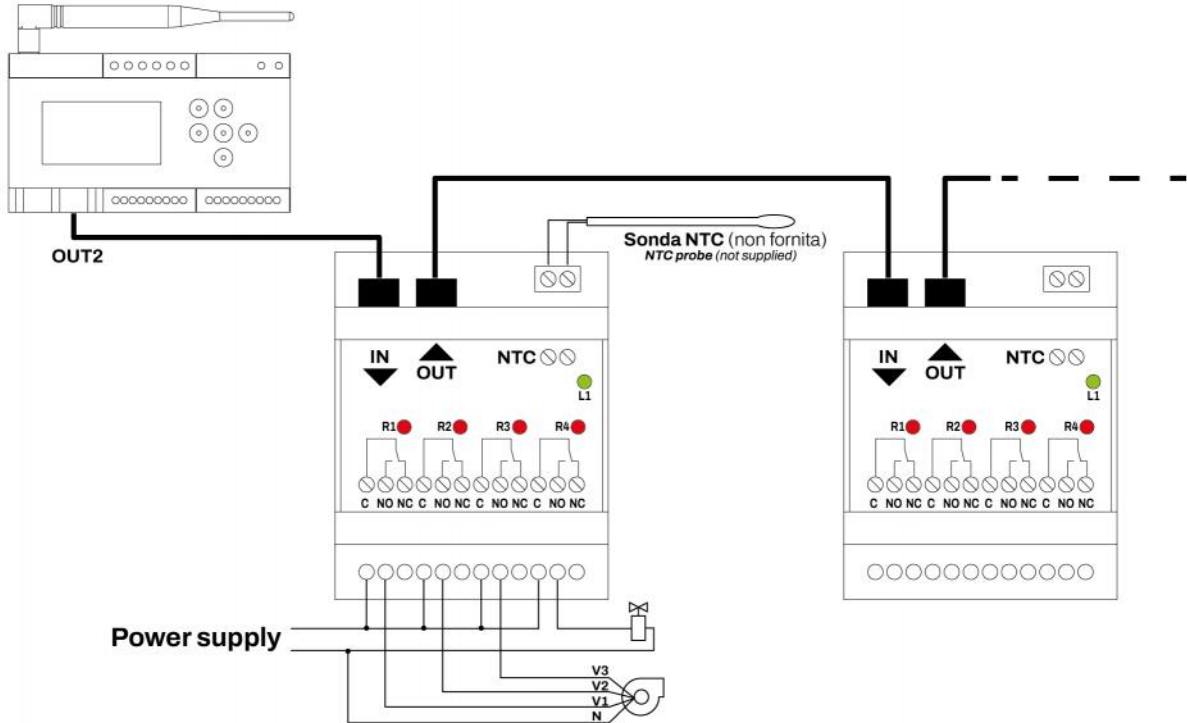 OUT2
Sonda NTC (non fornita)
NTC probe (not supplied)
IN
OUT
NTC
L1
R1 R2 R3 R4
C NO NC C NO NC C NO NC C NO NC
IN
OUT
NTC
L1
R1 R2 R3 R4
C NO NC C NO NC C NO NC C NO NC
Power supply
V3
V2
V1
N